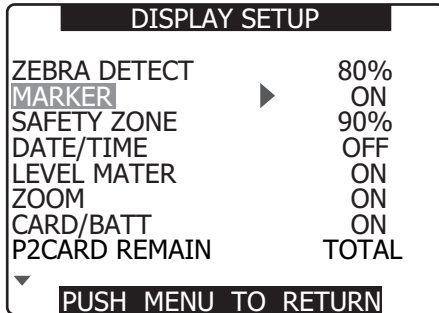 DISPLAY SETUP
ZEBRA DETECT 80%
MARKER ON
SAFETY ZONE 90%
DATE/TIME OFF
LEVEL MATER ON
ZOOM ON
CARD/BATT ON
P2CARD REMAIN TOTAL
PUSH MENU TO RETURN